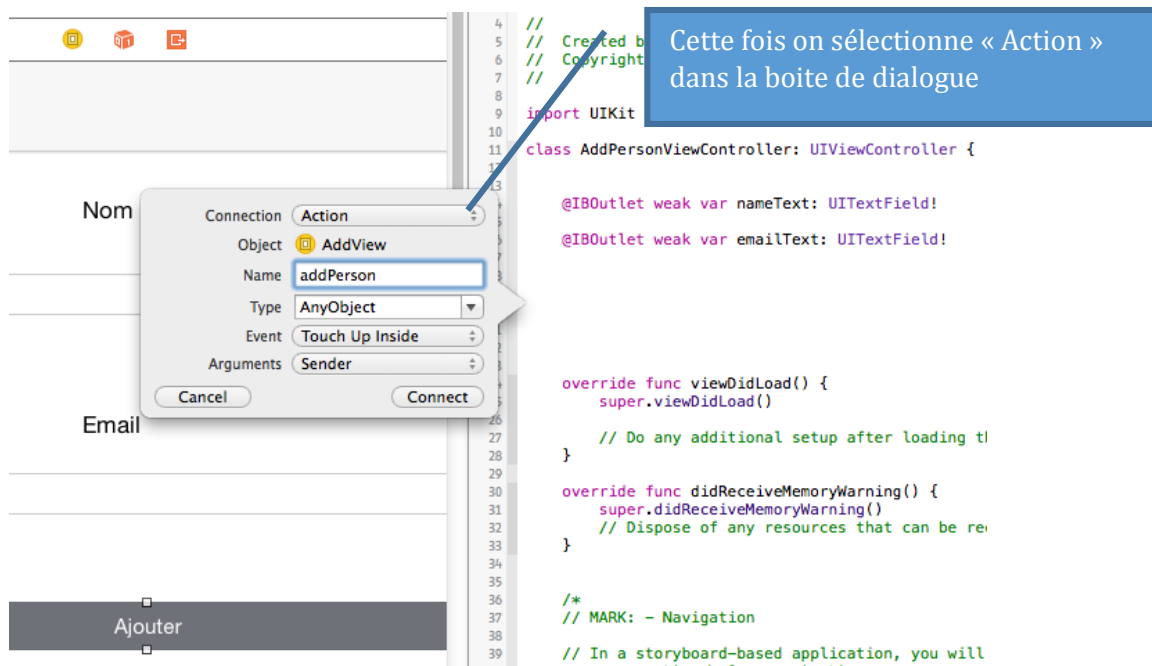 Cette fois on sélectionne « Action »
dans la boite de dialogue
Nom
Connection Action
Object AddView
Name addPerson
Type AnyObject
Event Touch Up Inside
Arguments Sender
Cancel Connect
Email
Ajouter
4 //
5 // Created b
6 // Copyright
7 //
8
9 import UIKit
10
11 class AddPersonViewController: UIViewController {
@IBOutlet weak var nameText: UITextField!
@IBOutlet weak var emailText: UITextField!
override func viewDidLoad() {
super.viewDidLoad()
26
27 // Do any additional setup after loading
28 }
29
30 override func didReceiveMemoryWarning() {
31 super.didReceiveMemoryWarning()
32 // Dispose of any resources that can be
33 }
34
35
36 /*
37 // MARK: - Navigation
38
39 // In a storyboard-based application, you will